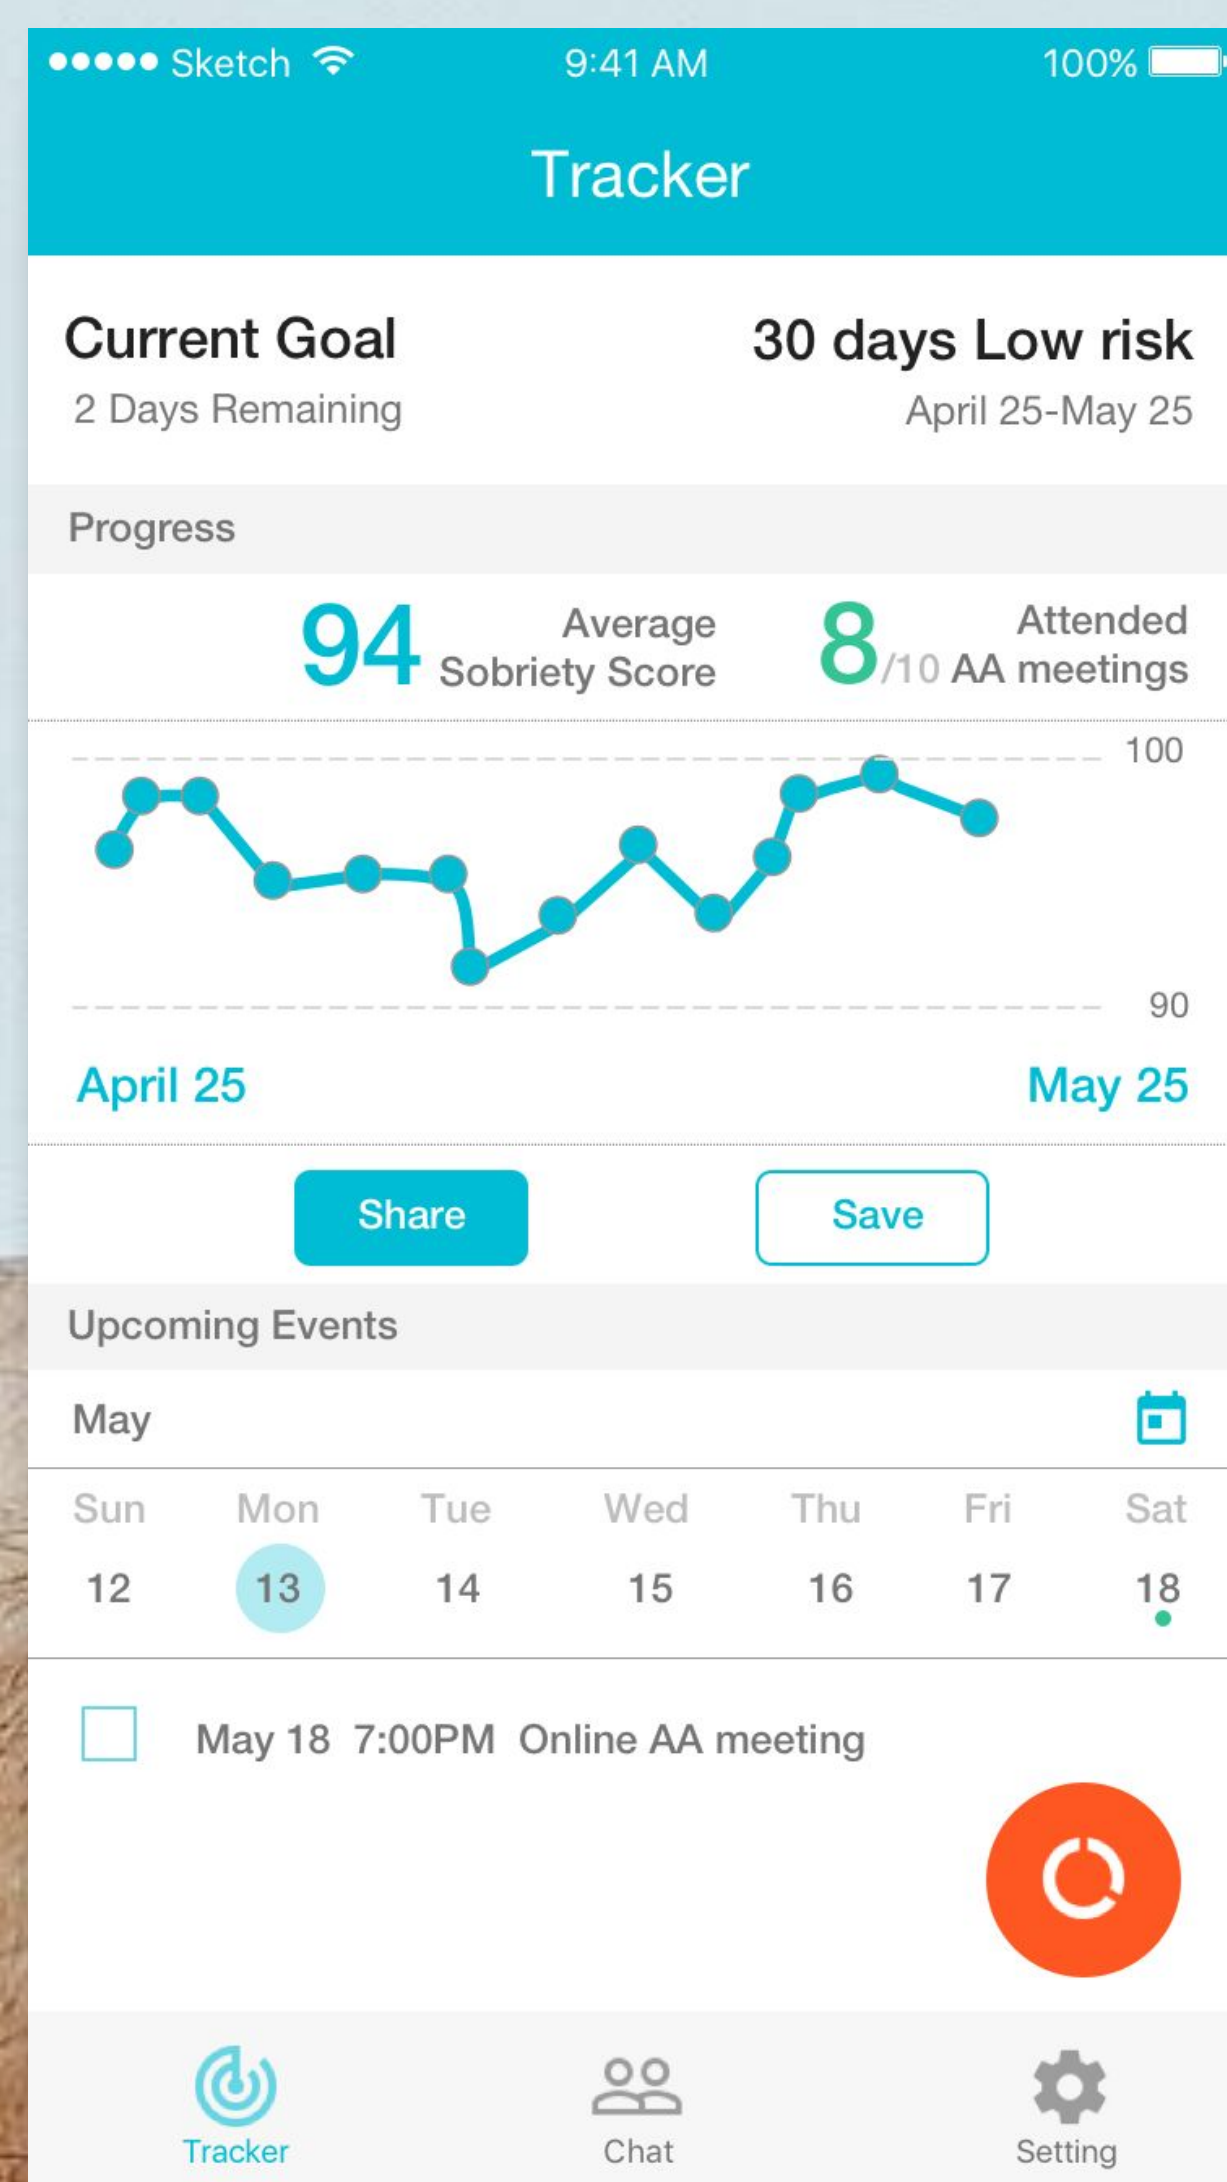 Sketch 9:41 AM 100%
Tracker
Current Goal 30 days Low risk
2 Days Remaining April 25-May 25
Progress
94 Average Sobriety Score 8/10 Attended AA meetings
100
90
April 25 May 25
Share Save
Upcoming Events
May
Sun Mon Tue Wed Thu Fri Sat
12 13 14 15 16 17 18
May 18 7:00PM Online AA meeting
Tracker Chat Setting